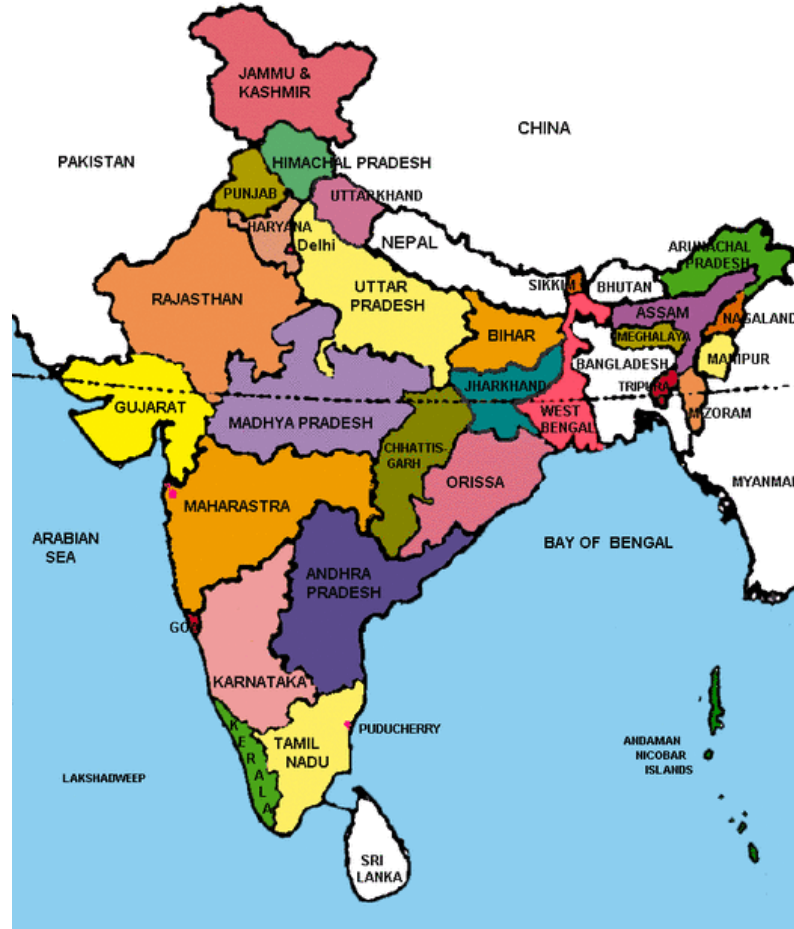 JAMMU &
KASHMIR
CHINA
PAKISTAN
HIMACHAL PRADESH
PUNJAB
UTTARKHAND
HARYANA
Delhi
NEPAL
ARUNACHAL
PRADESH
SIKKIM
BHUTAN
RAJASTHAN
UTTAR
PRADESH
ASSAM
NAGALAND
BIHAR
MEGHALAYA
MANIPUR
BANGLADESH
JHARKHAND
TRIPURA
GUJARAT
MADHYA PRADESH
WEST
BENGAL
MIZORAM
CHHATTIS-
GARH
ORISSA
MYANMAR
MAHARASTRA
ARABIAN
SEA
BAY OF BENGAL
ANDHRA
PRADESH
GOA
KARNATAKA
KERALA
TAMIL
NADU
PUDUCHERRY
ANDAMAN
NICOBAR
ISLANDS
LAKSHADWEEP
SRI
LANKA